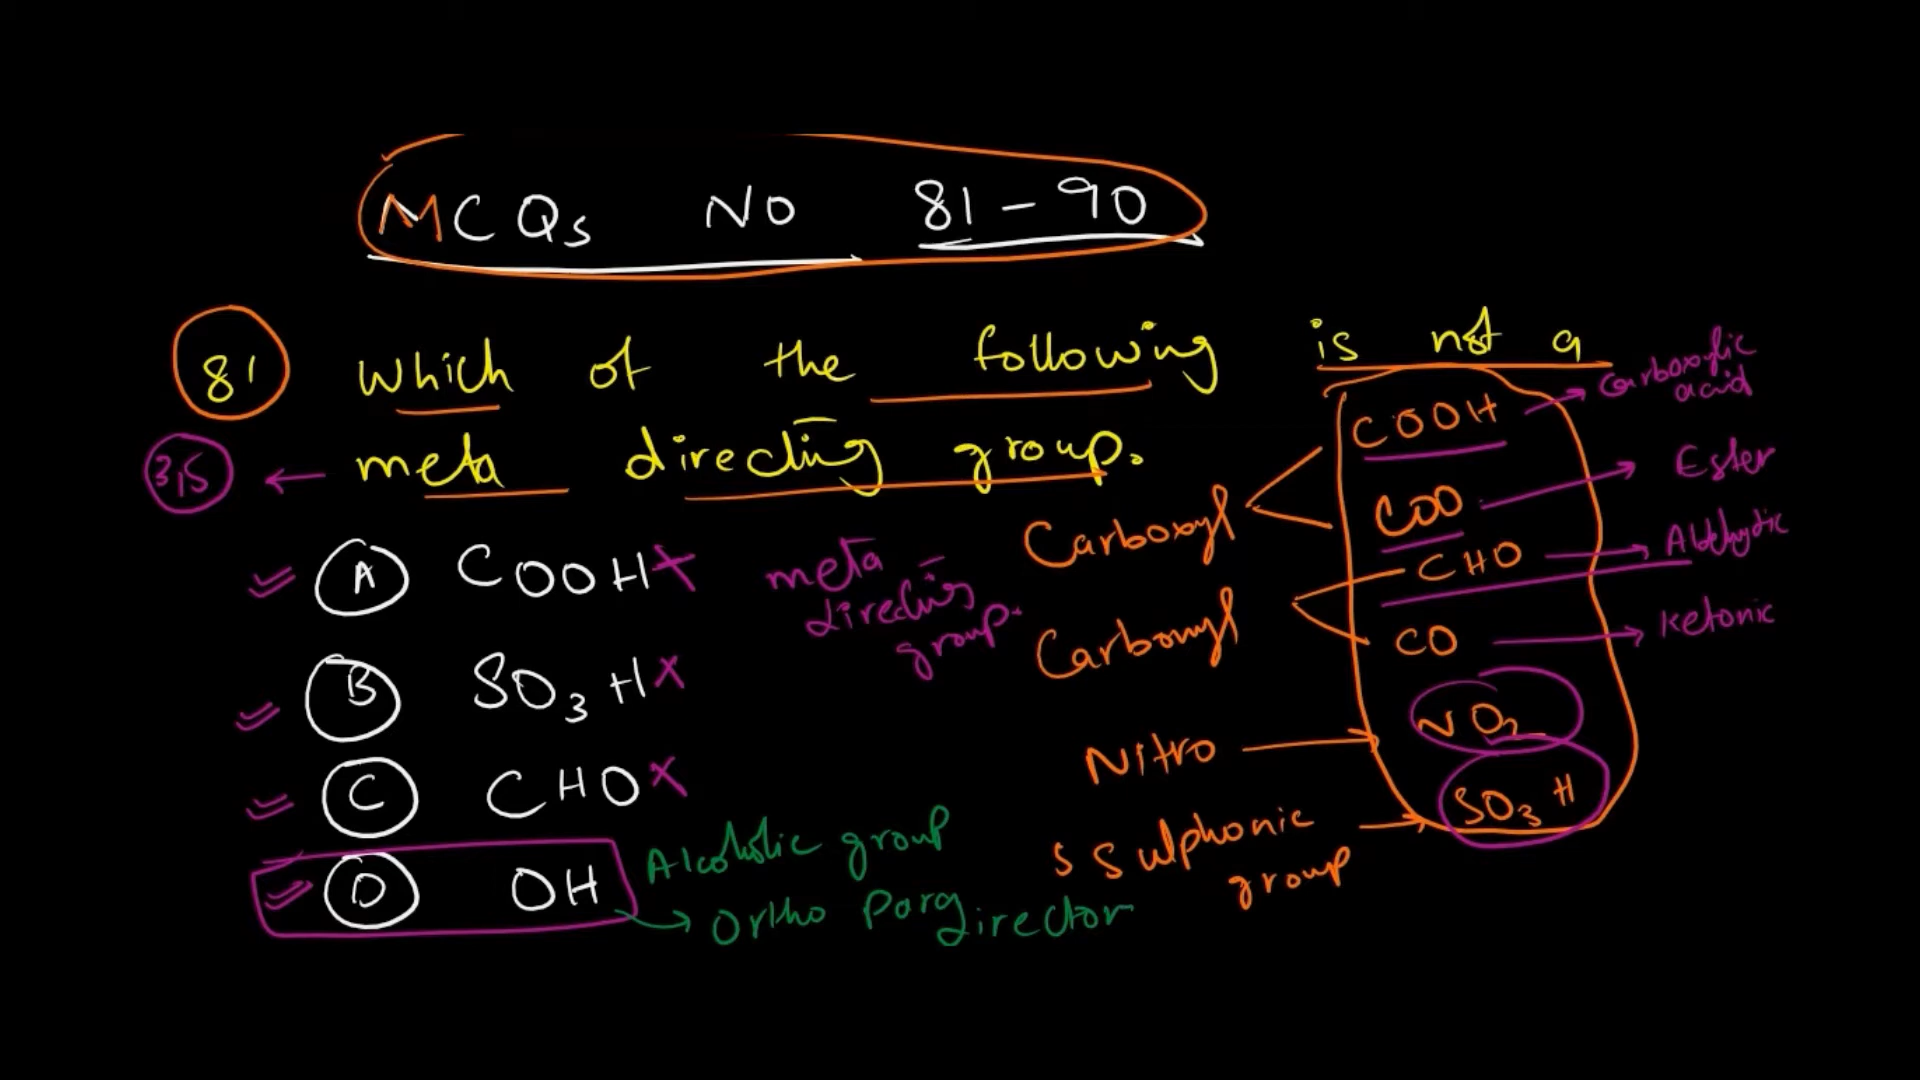 MCQs NO 81-90
81 Which of the following is not a
3,5 ← meta directing group.
A COOH x
B SO3H x
C CHO x
D OH
meta
directing
group.
Alcoholic group
→ Ortho Para
director
Carboxyl
Carbonyl
Nitro →
S Sulphonic
group
COOH → Carboxylic
acid
COO → Ester
CHO → Aldehydic
CO → Ketonic
NO2
SO3H